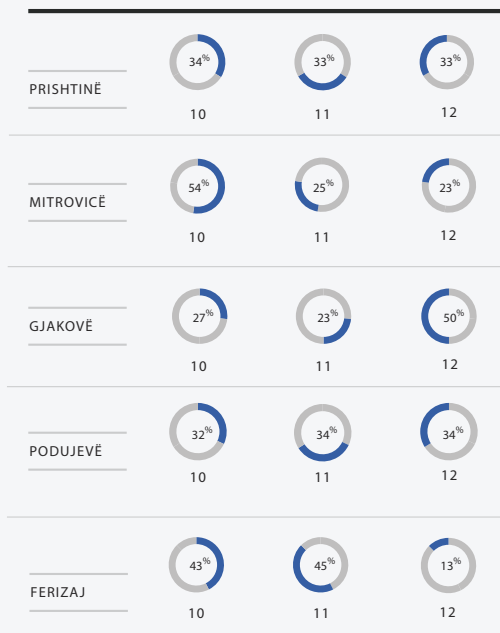 34% 33% 33%
PRISHTINË
10 11 12
54% 25% 23%
MITROVICË
10 11 12
27% 23% 50%
GJAKOVË
10 11 12
32% 34% 34%
PODUJEVË
10 11 12
43% 45% 13%
FERIZAJ
10 11 12